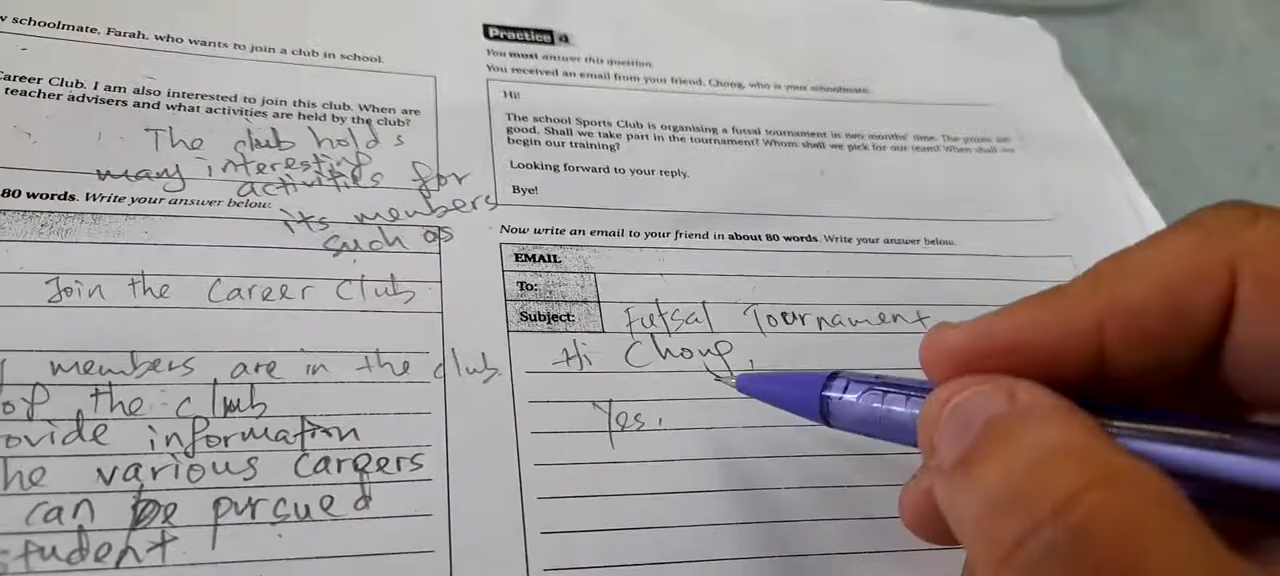 schoolmate, Farah, who wants to join a club in school.
Career Club. I am also interested to join this club. When are
teacher advisers and what activities are held by the club?
The club holds
many interesting
activities for
its members
such as
80 words. Write your answer below.
Join the Career Club
members are in the club.
of the club
ovide information
he various careers
can be pursued
student.
Practice 4
You must answer this question.
You received an email from your friend, Chong, who is your schoolmate.
Hi!
The school Sports Club is organising a futsal tournament in two months' time. The prizes are
good. Shall we take part in the tournament? Whom shall we pick for our team? When shall we
begin our training?
Looking forward to your reply.
Bye!
Now write an email to your friend in about 80 words. Write your answer below.
EMAIL
To:
Subject: Futsal Tournament
Hi Chong,
Yes.